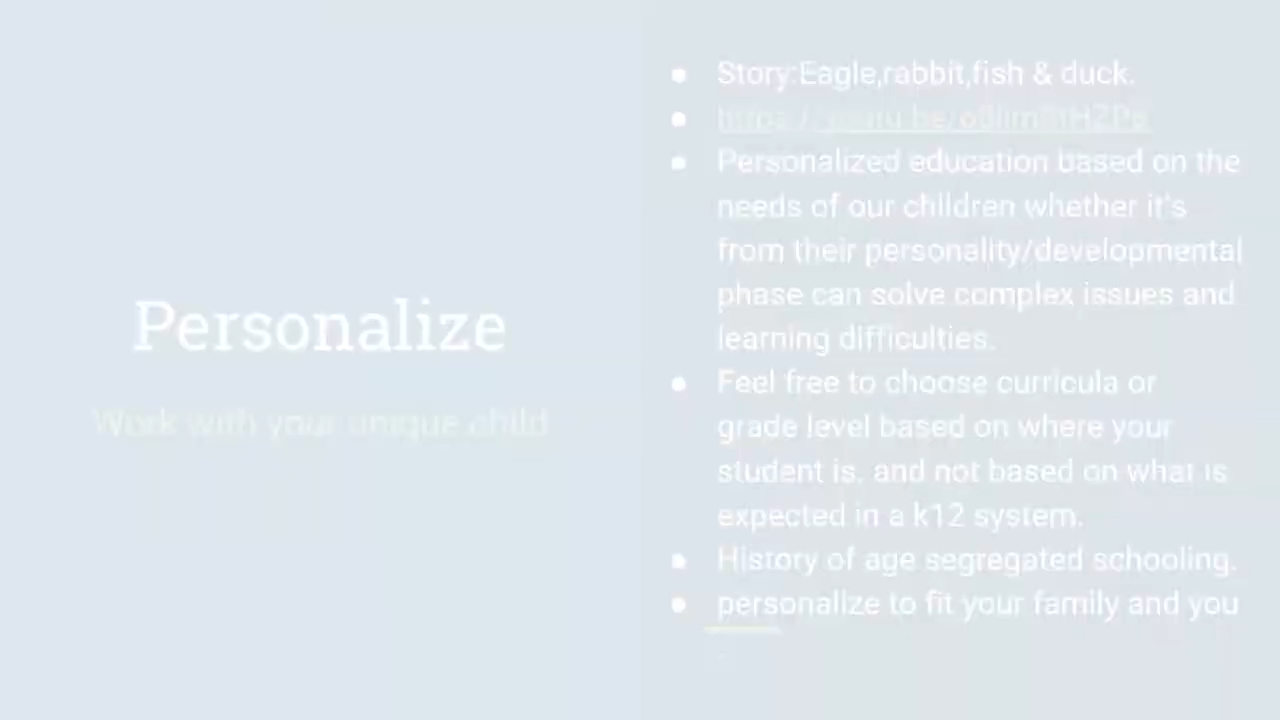 Personalize
Work with your unique child
Story:Eagle,rabbit,fish & duck.
Personalized education based on the
needs of our children whether it's
from their personality/developmental
phase can solve complex issues and
learning difficulties.
Feel free to choose curricula or
grade level based on where your
student is, and not based on what is
expected in a k12 system.
History of age segregated schooling.
personalize to fit your family and you